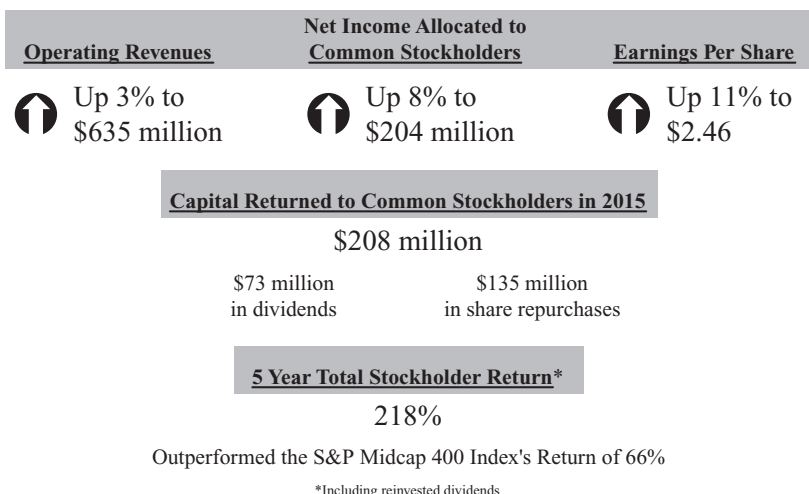 Net Income Allocated to
Operating Revenues Common Stockholders Earnings Per Share
Up 3% to Up 8% to Up 11% to
$635 million $204 million $2.46
Capital Returned to Common Stockholders in 2015
$208 million
$73 million $135 million
in dividends in share repurchases
5 Year Total Stockholder Return*
218%
Outperformed the S&P Midcap 400 Index's Return of 66%
*Including reinvested dividends